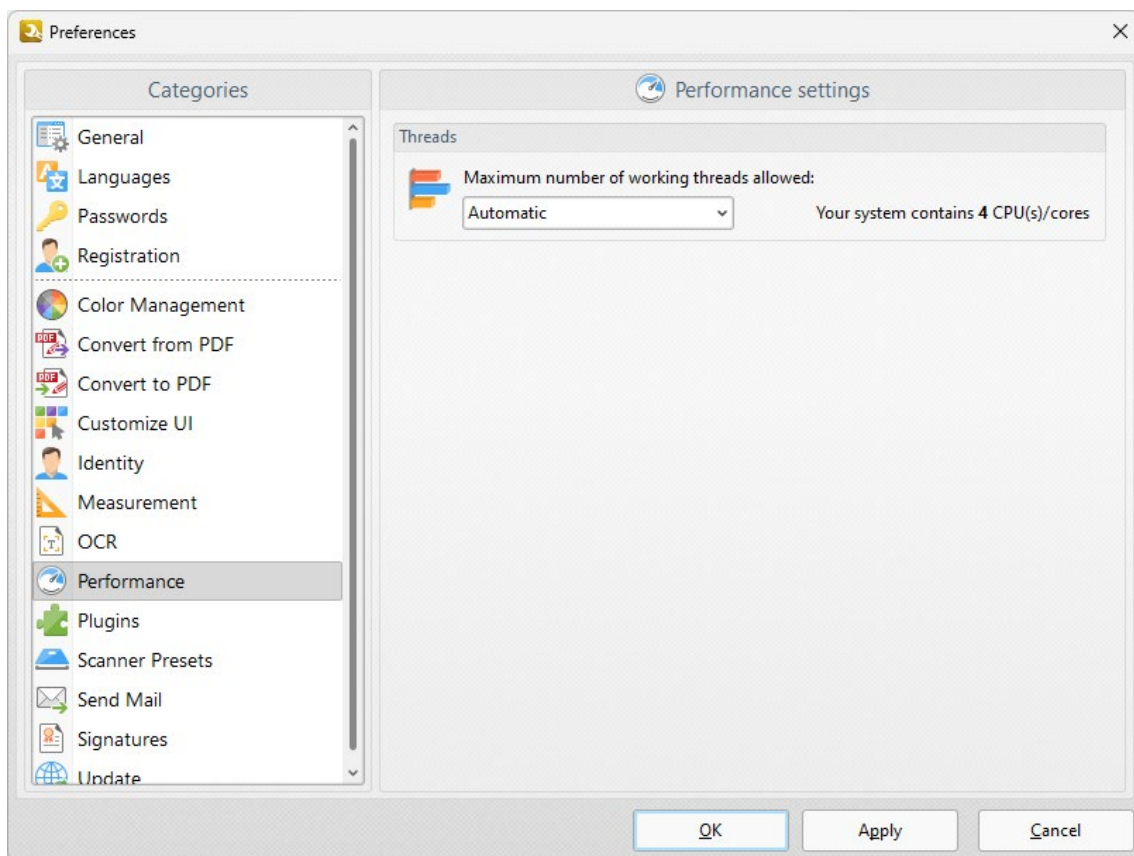 Preferences
Categories
General
Languages
Passwords
Registration
Color Management
Convert from PDF
Convert to PDF
Customize UI
Identity
Measurement
OCR
Performance
Plugins
Scanner Presets
Send Mail
Signatures
Update
Performance settings
Threads
Maximum number of working threads allowed:
Automatic
Your system contains 4 CPU(s)/cores
OK
Apply
Cancel